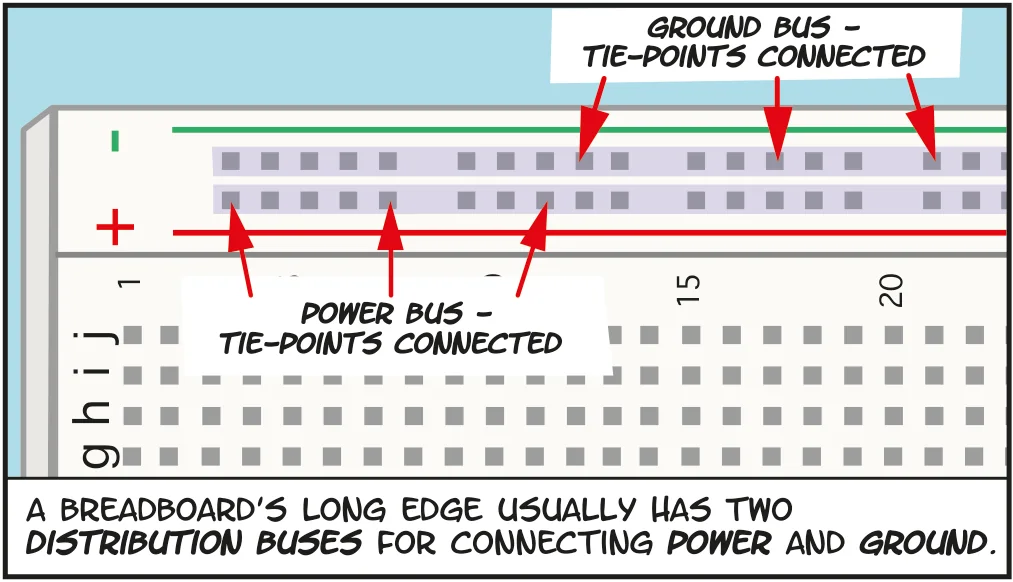 GROUND BUS –
TIE-POINTS CONNECTED
-
+
1
15
20
POWER BUS –
TIE-POINTS CONNECTED
j
i
h
g
A BREADBOARD'S LONG EDGE USUALLY HAS TWO
DISTRIBUTION BUSES FOR CONNECTING POWER AND GROUND.